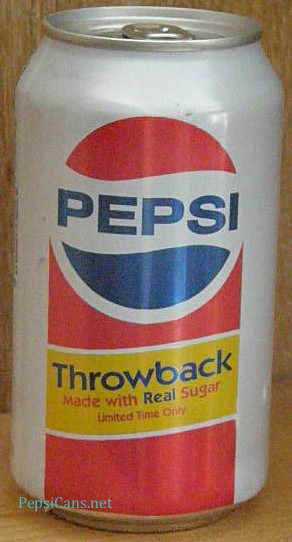 PEPSI
Throwback
Made with Real Sugar
Limited Time Only
PepsiCans.net